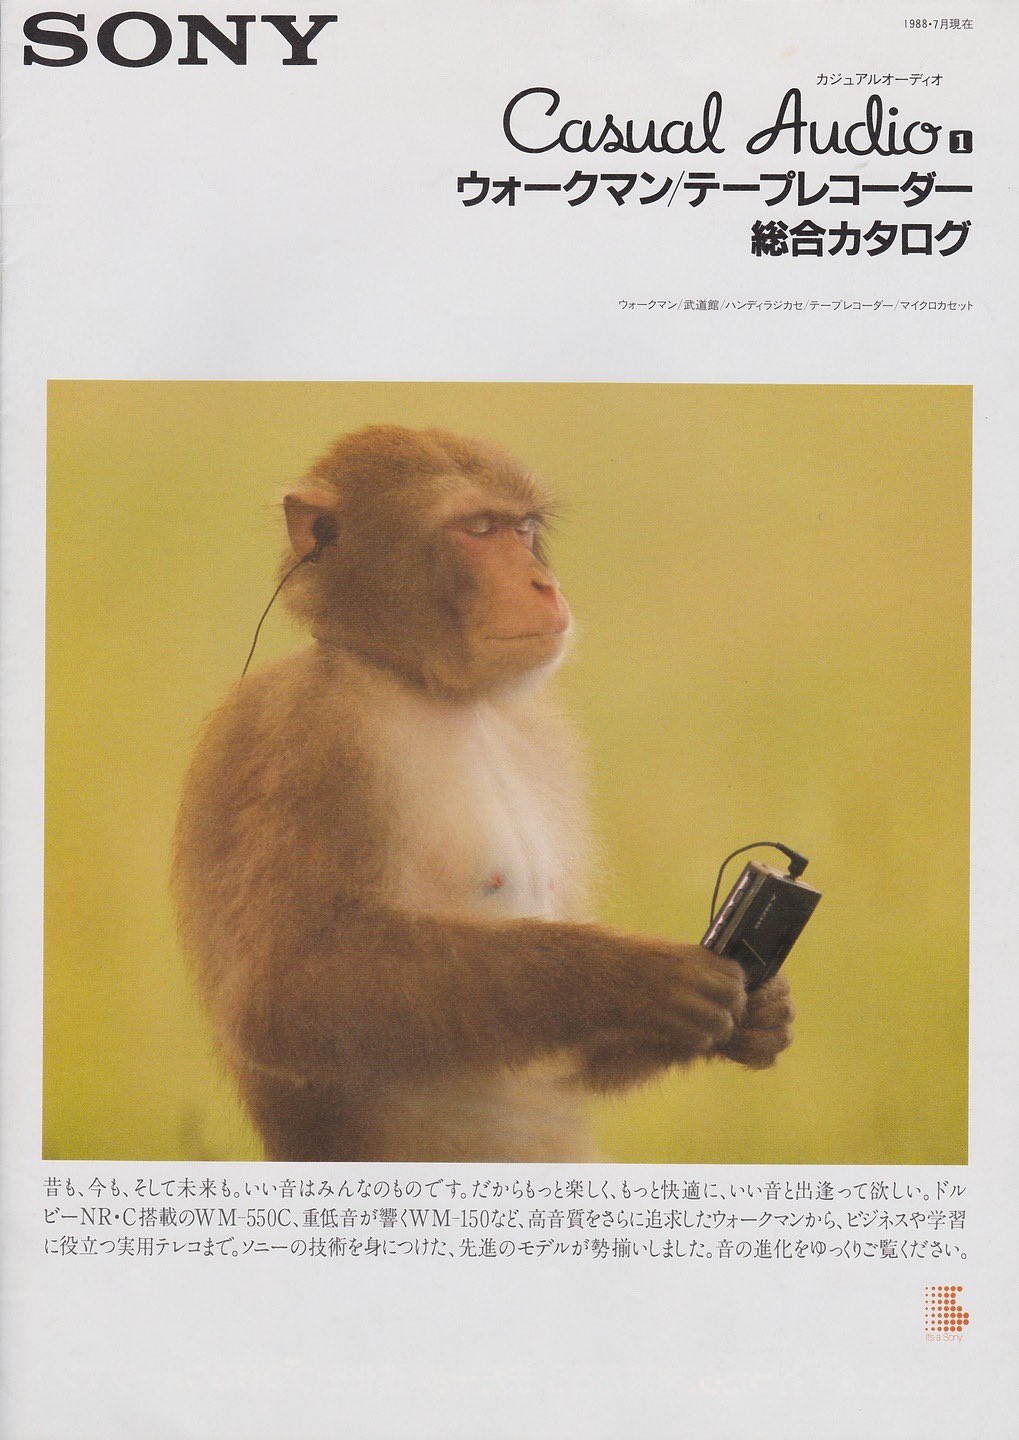 SONY
1988・7月現在
カジュアルオーディオ
Casual Audio 1
ウォークマン/テープレコーダー
総合カタログ
ウォークマン/武道館/ハンディラジカセ/テープレコーダー/マイクロカセット
SONY
昔も、今も、そして未来も。いい音はみんなのものです。だからもっと楽しく、もっと快適に、いい音と出逢って欲しい。ドル
ビーNR・C搭載のWM-550C、重低音が響くWM-150など、高音質をさらに追求したウォークマンから、ビジネスや学習
に役立つ実用テレコまで。ソニーの技術を身につけた、先進のモデルが勢揃いしました。音の進化をゆっくりご覧ください。
It's a Sony